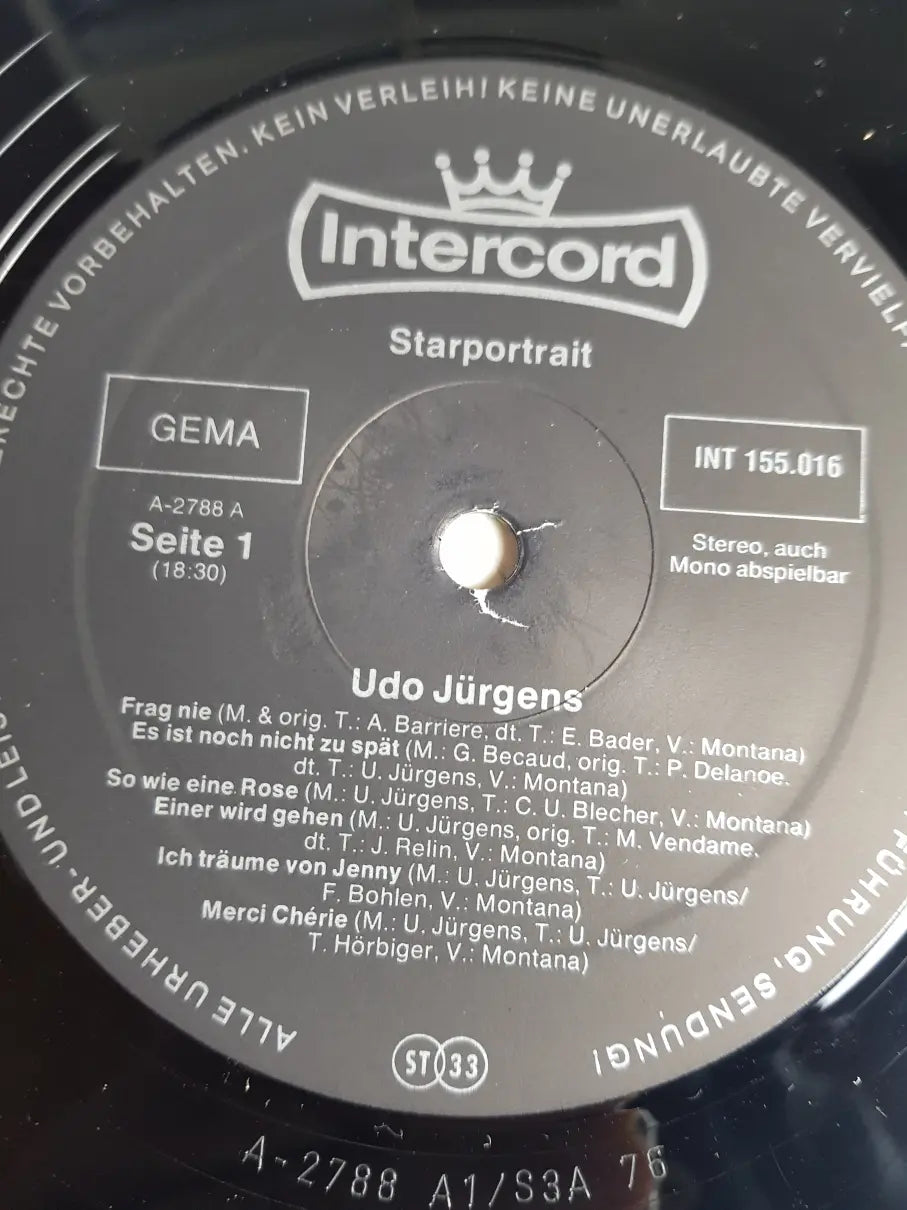 ALLE URHEBER- UND LEIS
RECHTE VORBEHALTEN. KEIN VERLEIH! KEINE UNERLAUBTE VERVIELF
FÜHRUNG, SENDUNG!
Intercord
Starportrait
GEMA
INT 155.016
A-2788 A
Seite 1
(18:30)
Stereo, auch
Mono abspielbar
Udo Jürgens
Frag nie (M. & orig. T.: A. Barriere, dt. T.: E. Bader, V.: Montana)
Es ist noch nicht zu spät (M.: G. Becaud, orig. T.: P. Delanoe.
dt. T.: U. Jürgens, V.: Montana)
So wie eine Rose (M.: U. Jürgens, T.: C. U. Blecher, V.: Montana)
Einer wird gehen (M.: U. Jürgens, orig. T.: M. Vendame.
dt. T.: J. Relin, V.: Montana)
Ich träume von Jenny (M.: U. Jürgens, T.: U. Jürgens/
F. Bohlen, V.: Montana)
Merci Chérie (M.: U. Jürgens, T.: U. Jürgens/
T. Hörbiger, V.: Montana)
ST 33
A-2788 A1/S3A 76